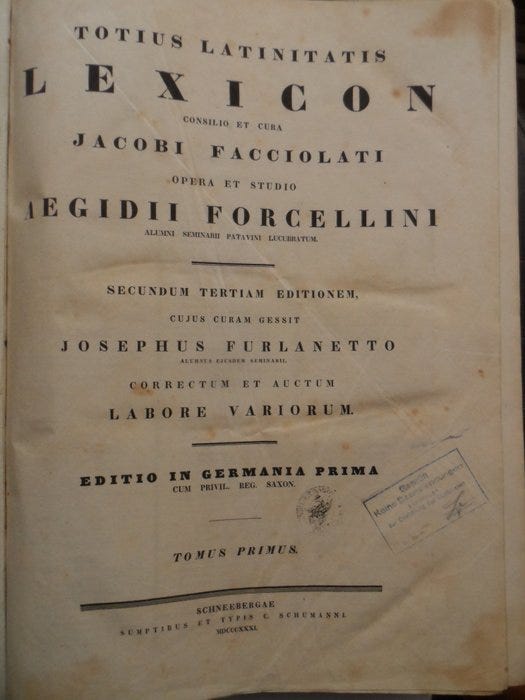 TOTIUS LATINITATIS
LEXICON
CONSILIO ET CURA
JACOBI FACCIOLATI
OPERA ET STUDIO
AEGIDII FORCELLINI
ALUMNI SEMINARII PATAVINI LUCUBRATUM.
SECUNDUM TERTIAM EDITIONEM,
CUJUS CURAM GESSIT
JOSEPHUS FURLANETTO
ALUMNUS EJUSDEM SEMINARII.
CORRECTUM ET AUCTUM
LABORE VARIORUM.
EDITIO IN GERMANIA PRIMA
CUM PRIVIL. REG. SAXON.
Keine
TOMUS PRIMUS.
SCHNEEBERGAE
SUMPTIBUS ET TYPIS C. SCHUMANNI.
MDCCCXXXI.